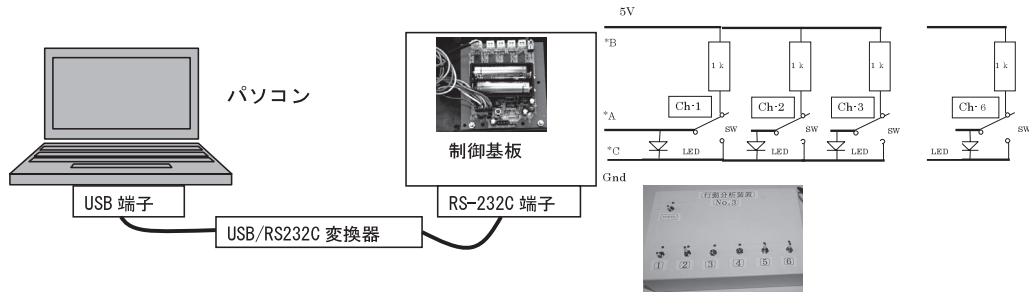 パソコン
USB 端子
USB/RS232C 変換器
制御基板
RS-232C 端子
5V
*B
1 k
1 k
1 k
1 k
Ch-1
Ch-2
Ch-3
Ch-6
*A
SW
SW
SW
SW
*C
LED
LED
LED
LED
Gnd
行動分析装置
No.3
1
2
3
4
5
6